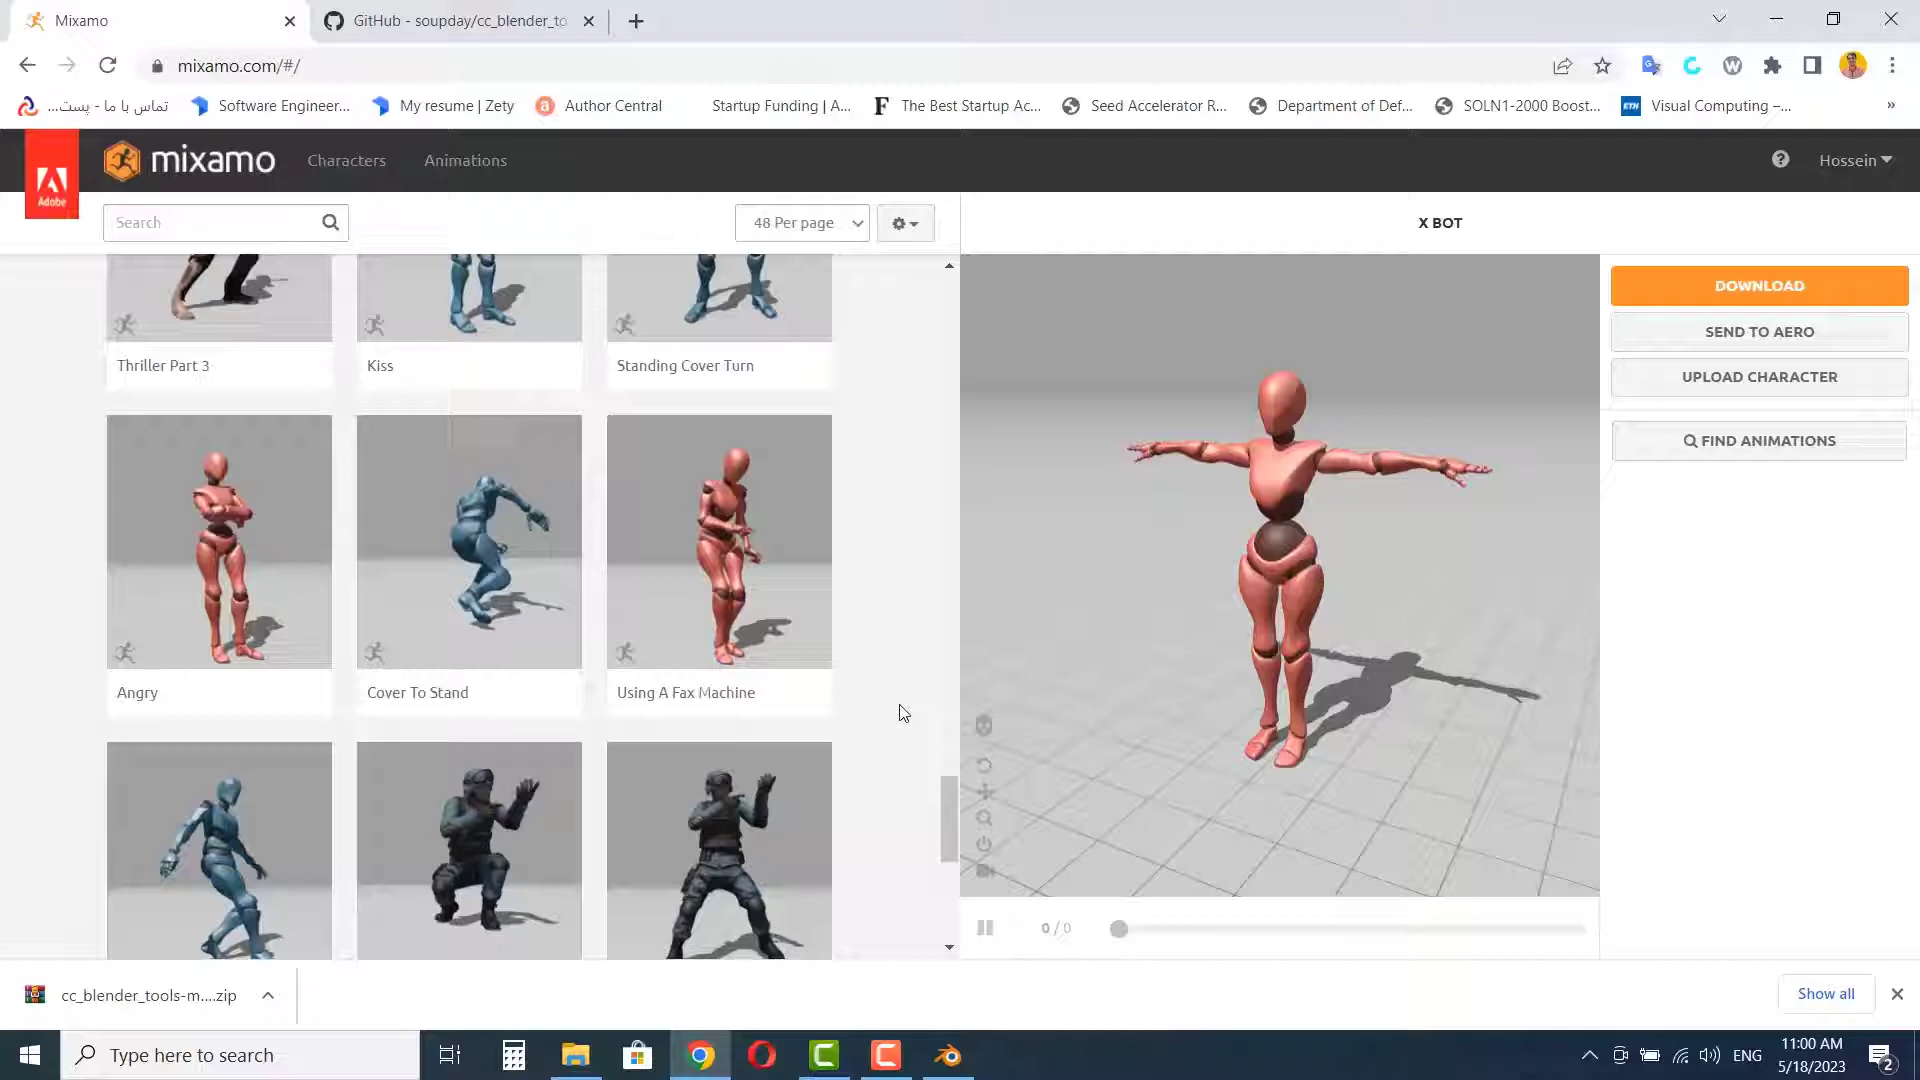 Mixamo
GitHub - soupday/cc_blender_to
mixamo.com/#/
تماس با ما - پست...
Software Engineer...
My resume | Zety
Author Central
Startup Funding | A...
The Best Startup Ac...
Seed Accelerator R...
Department of Def...
SOLN1-2000 Boost...
ETH
Visual Computing –...
»
Adobe
mixamo
Characters
Animations
Hossein
Search
48 Per page
X BOT
DOWNLOAD
SEND TO AERO
UPLOAD CHARACTER
FIND ANIMATIONS
Thriller Part 3
Kiss
Standing Cover Turn
Angry
Cover To Stand
Using A Fax Machine
0 / 0
cc_blender_tools-m....zip
Show all
Type here to search
ENG
11:00 AM
5/18/2023
2